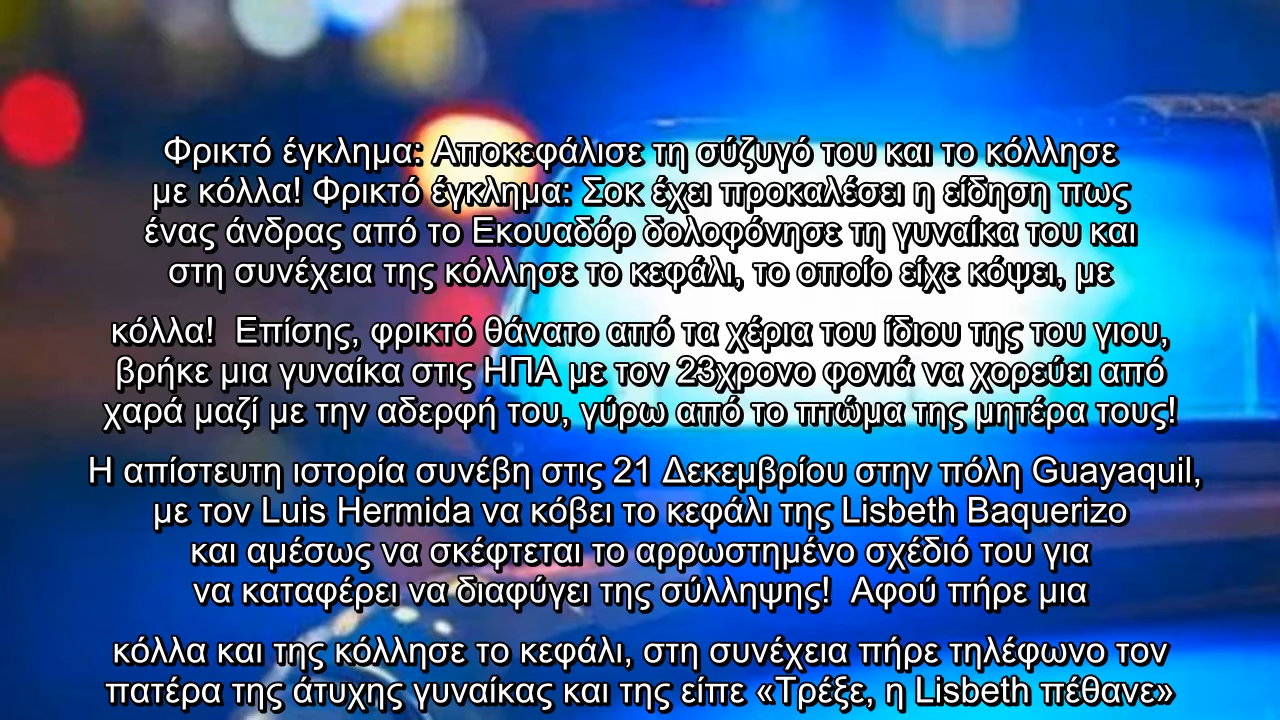 Φρικτό έγκλημα: Αποκεφάλισε τη σύζυγό του και το κόλλησε
με κόλλα! Φρικτό έγκλημα: Σοκ έχει προκαλέσει η είδηση πως
ένας άνδρας από το Εκουαδόρ δολοφόνησε τη γυναίκα του και
στη συνέχεια της κόλλησε το κεφάλι, το οποίο είχε κόψει, με
κόλλα!  Επίσης, φρικτό θάνατο από τα χέρια του ίδιου της του γιου,
βρήκε μια γυναίκα στις ΗΠΑ με τον 23χρονο φονιά να χορεύει από
χαρά μαζί με την αδερφή του, γύρω από το πτώμα της μητέρα τους!
Η απίστευτη ιστορία συνέβη στις 21 Δεκεμβρίου στην πόλη Guayaquil,
με τον Luis Hermida να κόβει το κεφάλι της Lisbeth Baquerizo
και αμέσως να σκέφτεται το αρρωστημένο σχέδιό του για
να καταφέρει να διαφύγει της σύλληψης!  Αφού πήρε μια
κόλλα και της κόλλησε το κεφάλι, στη συνέχεια πήρε τηλέφωνο τον
πατέρα της άτυχης γυναίκας και της είπε «Τρέξε, η Lisbeth πέθανε»